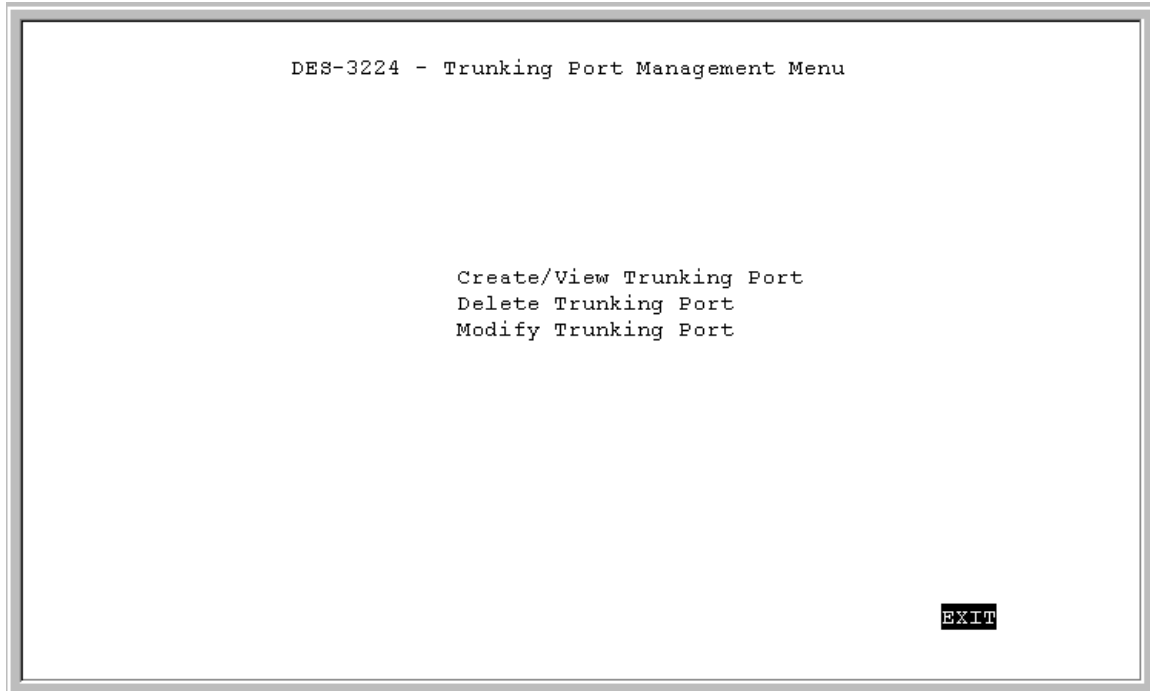 DES-3224 - Trunking Port Management Menu
Create/View Trunking Port
Delete Trunking Port
Modify Trunking Port
EXIT